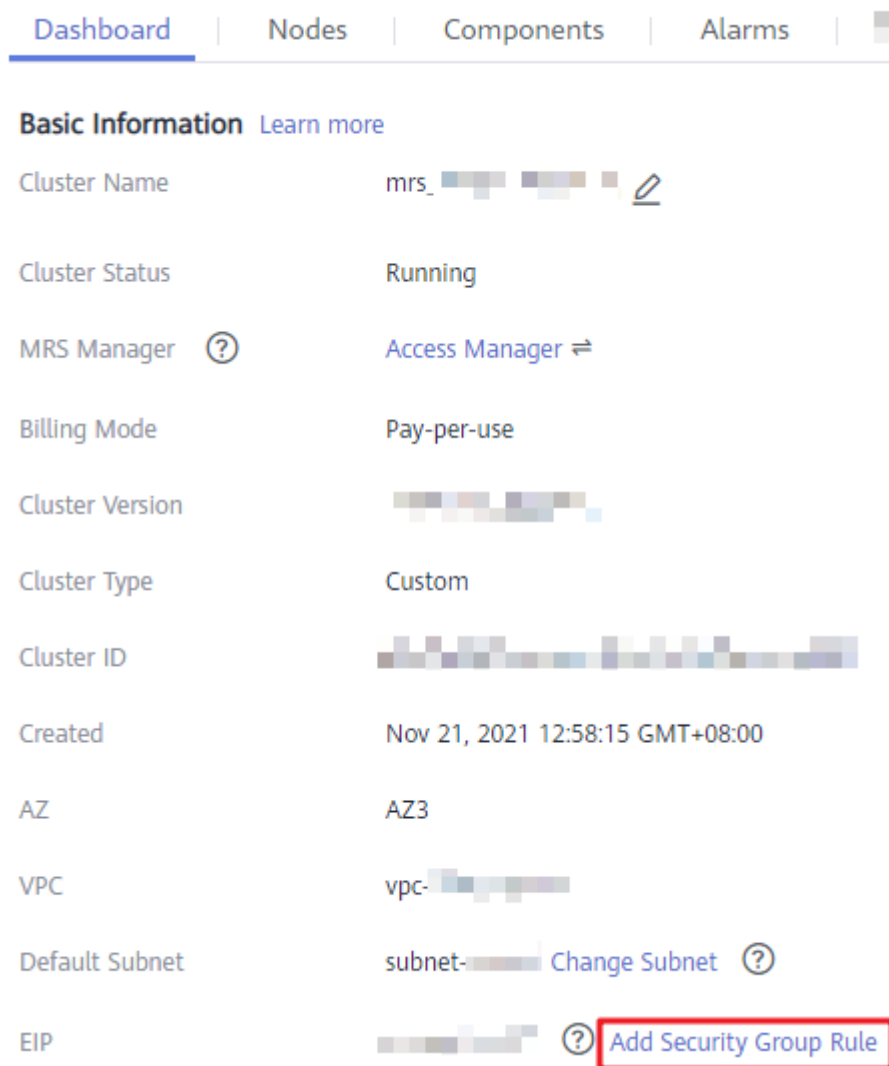 Dashboard Nodes Components Alarms
Basic Information Learn more
Cluster Name mrs_
Cluster Status Running
MRS Manager ? Access Manager ⇌
Billing Mode Pay-per-use
Cluster Version
Cluster Type Custom
Cluster ID
Created Nov 21, 2021 12:58:15 GMT+08:00
AZ AZ3
VPC vpc-
Default Subnet subnet- Change Subnet ?
EIP ? Add Security Group Rule